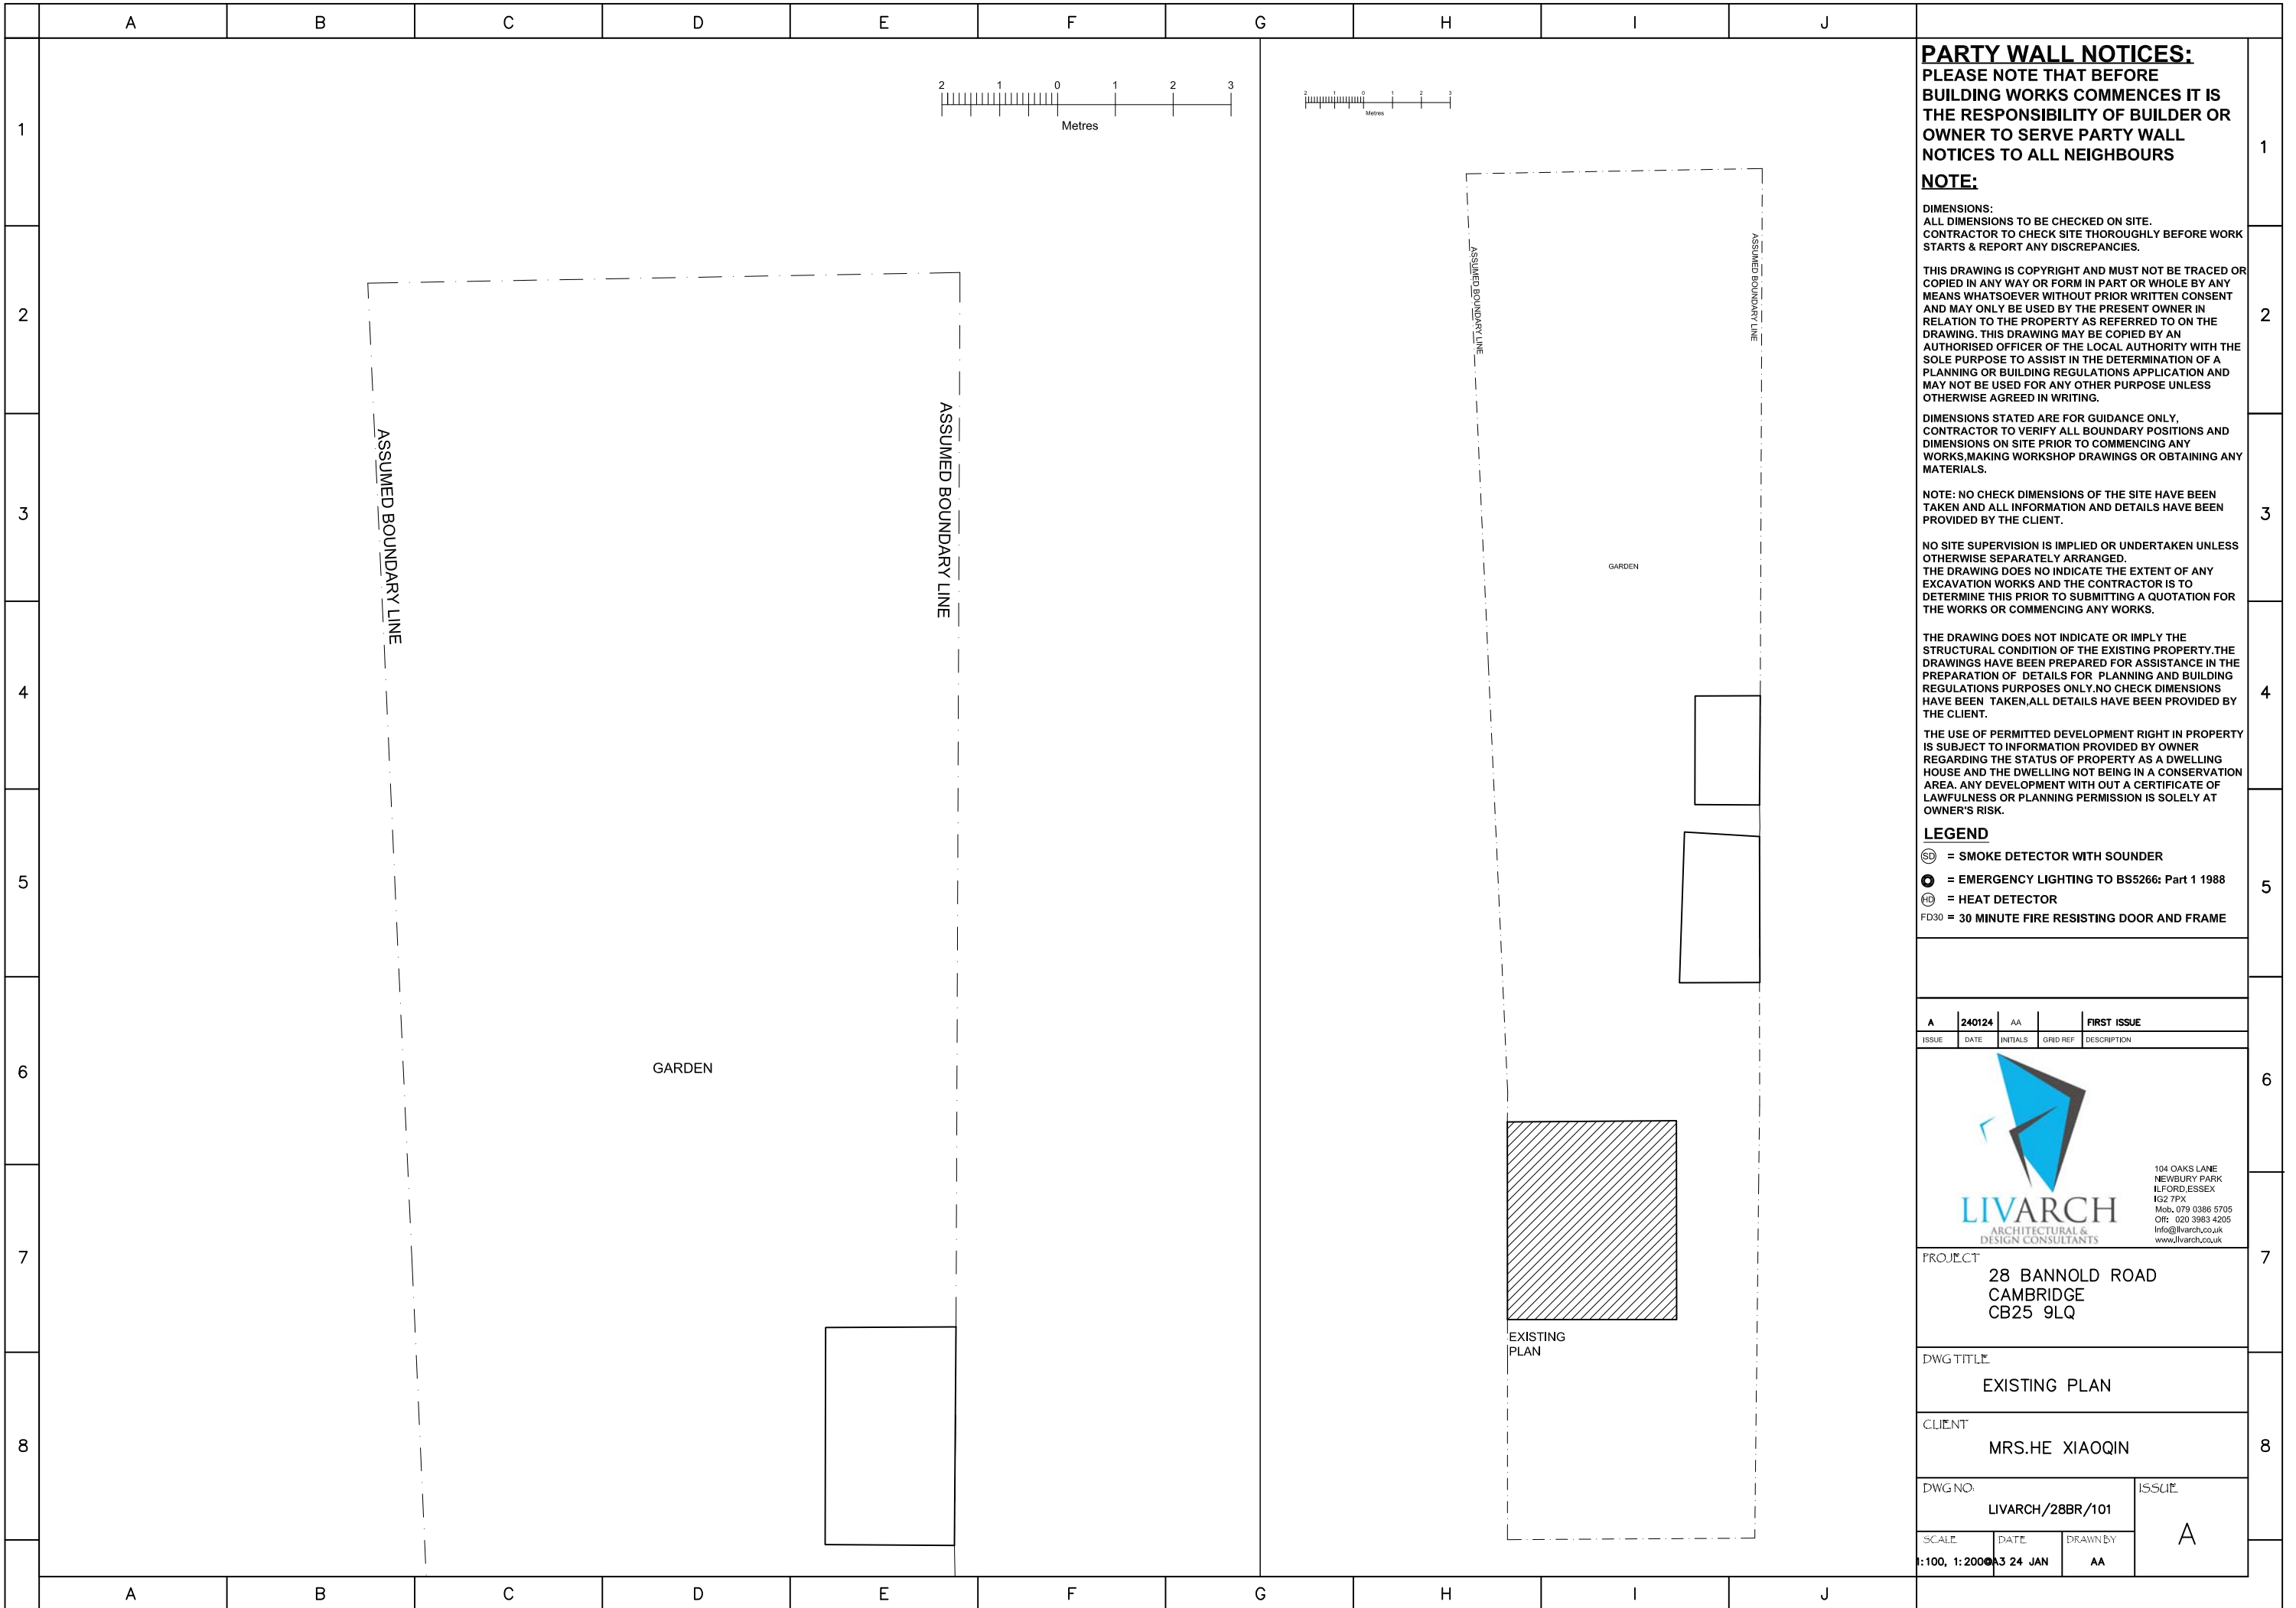 A B C D E F G H I J
1
2
3
4
5
6
7
8
2 1 0 1 2 3
Metres
ASSUMED BOUNDARY LINE
ASSUMED BOUNDARY LINE
GARDEN
2 1 0 1 2 3
Metres
ASSUMED BOUNDARY LINE
ASSUMED BOUNDARY LINE
GARDEN
EXISTING
PLAN
A B C D E F G H I J
PARTY WALL NOTICES:
PLEASE NOTE THAT BEFORE
BUILDING WORKS COMMENCES IT IS
THE RESPONSIBILITY OF BUILDER OR
OWNER TO SERVE PARTY WALL
NOTICES TO ALL NEIGHBOURS
NOTE:
DIMENSIONS:
ALL DIMENSIONS TO BE CHECKED ON SITE.
CONTRACTOR TO CHECK SITE THOROUGHLY BEFORE WORK
STARTS & REPORT ANY DISCREPANCIES.
THIS DRAWING IS COPYRIGHT AND MUST NOT BE TRACED OR
COPIED IN ANY WAY OR FORM IN PART OR WHOLE BY ANY
MEANS WHATSOEVER WITHOUT PRIOR WRITTEN CONSENT
AND MAY ONLY BE USED BY THE PRESENT OWNER IN
RELATION TO THE PROPERTY AS REFERRED TO ON THE
DRAWING. THIS DRAWING MAY BE COPIED BY AN
AUTHORISED OFFICER OF THE LOCAL AUTHORITY WITH THE
SOLE PURPOSE TO ASSIST IN THE DETERMINATION OF A
PLANNING OR BUILDING REGULATIONS APPLICATION AND
MAY NOT BE USED FOR ANY OTHER PURPOSE UNLESS
OTHERWISE AGREED IN WRITING.
DIMENSIONS STATED ARE FOR GUIDANCE ONLY,
CONTRACTOR TO VERIFY ALL BOUNDARY POSITIONS AND
DIMENSIONS ON SITE PRIOR TO COMMENCING ANY
WORKS,MAKING WORKSHOP DRAWINGS OR OBTAINING ANY
MATERIALS.
NOTE: NO CHECK DIMENSIONS OF THE SITE HAVE BEEN
TAKEN AND ALL INFORMATION AND DETAILS HAVE BEEN
PROVIDED BY THE CLIENT.
NO SITE SUPERVISION IS IMPLIED OR UNDERTAKEN UNLESS
OTHERWISE SEPARATELY ARRANGED.
THE DRAWING DOES NO INDICATE THE EXTENT OF ANY
EXCAVATION WORKS AND THE CONTRACTOR IS TO
DETERMINE THIS PRIOR TO SUBMITTING A QUOTATION FOR
THE WORKS OR COMMENCING ANY WORKS.
THE DRAWING DOES NOT INDICATE OR IMPLY THE
STRUCTURAL CONDITION OF THE EXISTING PROPERTY.THE
DRAWINGS HAVE BEEN PREPARED FOR ASSISTANCE IN THE
PREPARATION OF DETAILS FOR PLANNING AND BUILDING
REGULATIONS PURPOSES ONLY.NO CHECK DIMENSIONS
HAVE BEEN TAKEN,ALL DETAILS HAVE BEEN PROVIDED BY
THE CLIENT.
THE USE OF PERMITTED DEVELOPMENT RIGHT IN PROPERTY
IS SUBJECT TO INFORMATION PROVIDED BY OWNER
REGARDING THE STATUS OF PROPERTY AS A DWELLING
HOUSE AND THE DWELLING NOT BEING IN A CONSERVATION
AREA. ANY DEVELOPMENT WITH OUT A CERTIFICATE OF
LAWFULNESS OR PLANNING PERMISSION IS SOLELY AT
OWNER'S RISK.
LEGEND
SD = SMOKE DETECTOR WITH SOUNDER
= EMERGENCY LIGHTING TO BS5266: Part 1 1988
HD = HEAT DETECTOR
FD30 = 30 MINUTE FIRE RESISTING DOOR AND FRAME
A 240124 AA FIRST ISSUE
ISSUE DATE INITIALS GRID REF DESCRIPTION
LIVARCH
ARCHITECTURAL &
DESIGN CONSULTANTS
104 OAKS LANE
NEWBURY PARK
ILFORD,ESSEX
IG2 7PX
Mob. 079 0386 5705
Off: 020 3983 4205
Info@livarch.co.uk
www.livarch.co.uk
PROJECT
28 BANNOLD ROAD
CAMBRIDGE
CB25 9LQ
DWG TITLE
EXISTING PLAN
CLIENT
MRS.HE XIAOQIN
DWG NO:
LIVARCH/28BR/101
ISSUE
A
SCALE DATE DRAWN BY
1:100, 1:200@A3 24 JAN AA
1
2
3
4
5
6
7
8